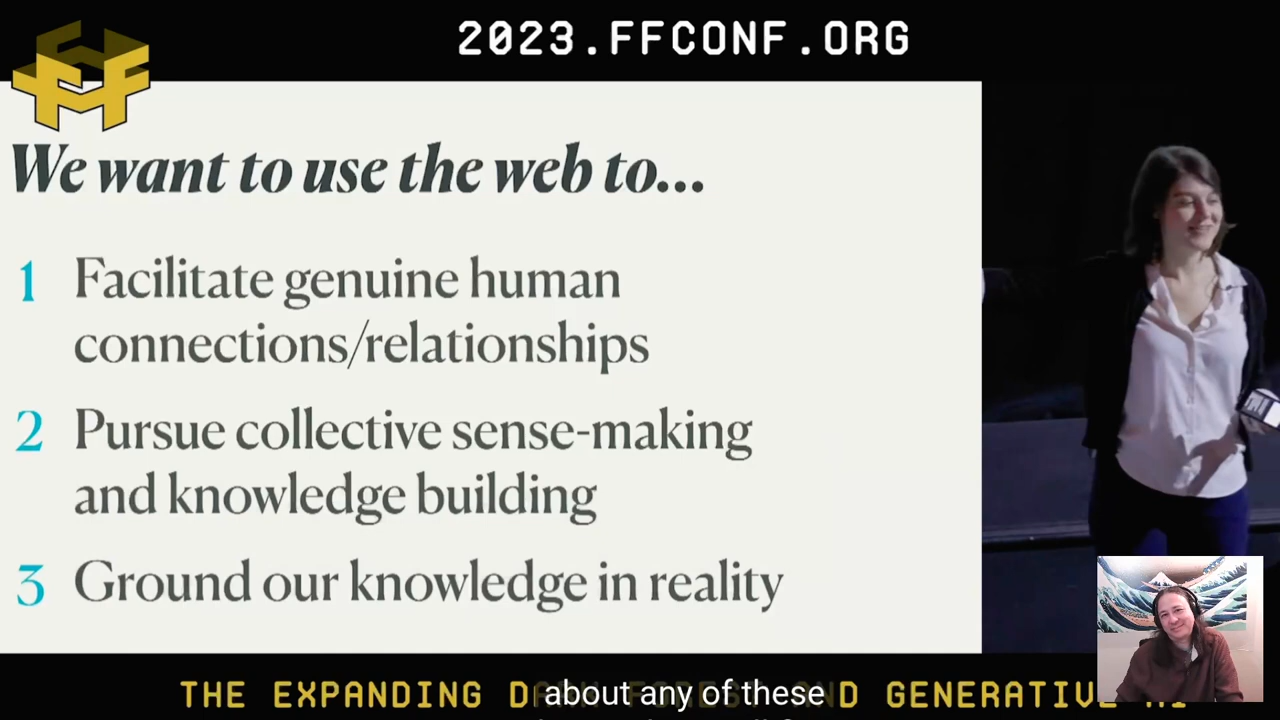 2023.FFCONF.ORG
We want to use the web to...
1 Facilitate genuine human
connections/relationships
2 Pursue collective sense-making
and knowledge building
3 Ground our knowledge in reality
THE EXPANDING
about any of these
GENERATIVE AI